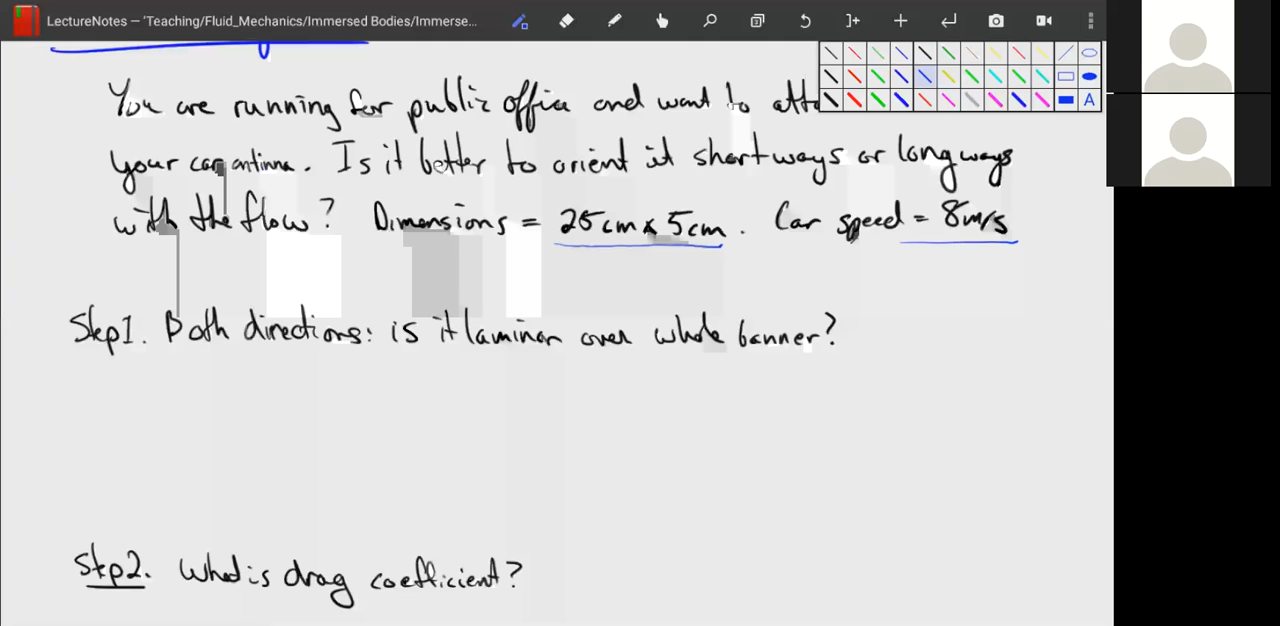 LectureNotes — 'Teaching/Fluid_Mechanics/Immersed Bodies/Immerse...
You are running for public office and want to atta
your car antinna. Is it better to orient it shortways or longways
with the flow? Dimensions = 25cm x 5cm. Car speed = 8m/s
Step1. Both directions: is it laminar over whole banner?
Step2. What is drag coefficient?
A